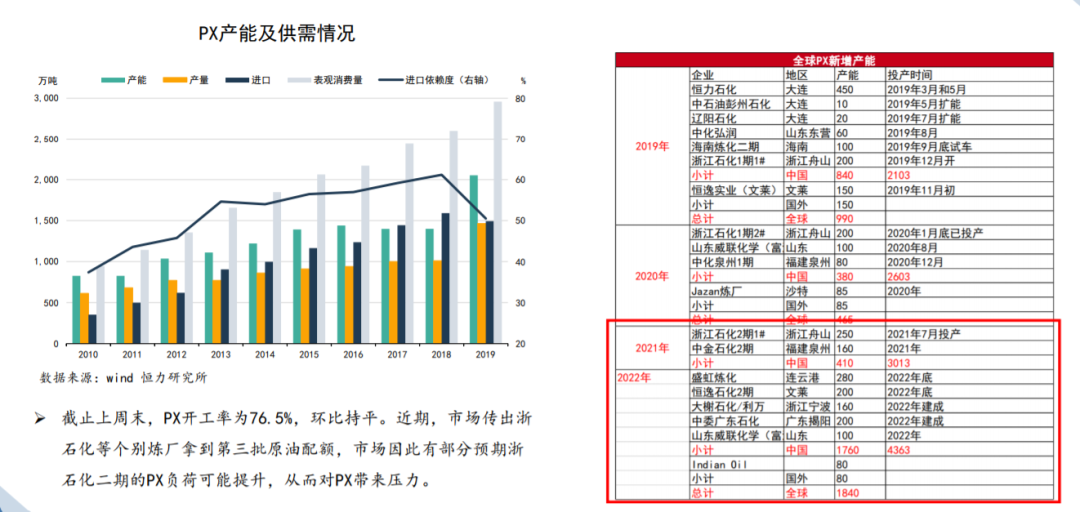 PX产能及供需情况
万吨 产能 产量 进口 表观消费量 进口依赖度（右轴） %
3,000 80
2,500 70
2,000 60
1,500 50
1,000 40
500 30
0 20
2010 2011 2012 2013 2014 2015 2016 2017 2018 2019
数据来源：wind 恒力研究所
➢ 截止上周末，PX开工率为76.5%，环比持平。近期，市场传出浙
石化等个别炼厂拿到第三批原油配额，市场因此有部分预期浙
石化二期的PX负荷可能提升，从而对PX带来压力。
全球PX新增产能
企业 地区 产能 投产时间
恒力石化 大连 450 2019年3月和5月
中石油彭州石化 大连 10 2019年5月扩能
辽阳石化 大连 20 2019年7月扩能
中化弘润 山东东营 60 2019年8月
2019年 海南炼化二期 海南 100 2019年9月底试车
浙江石化1期1# 浙江舟山 200 2019年12月开
小计 中国 840 2103
恒逸实业（文莱） 文莱 150 2019年11月初
小计 国外 150
总计 全球 990
浙江石化1期2# 浙江舟山 200 2020年1月底已投产
山东威联化学（富 山东 100 2020年8月
中化泉州1期 福建泉州 80 2020年12月
2020年 小计 中国 380 2603
Jazan炼厂 沙特 85 2020年
小计 国外 85
总计 全球 465
浙江石化2期1# 浙江舟山 250 2021年7月投产
2021年 中金石化2期 福建泉州 160 2021年
小计 中国 410 3013
2022年 盛虹炼化 连云港 280 2022年底
恒逸石化2期 文莱 200 2022年底
大榭石化/利万 浙江宁波 160 2022年建成
中委广东石化 广东揭阳 200 2022年建成
山东威联化学（富 山东 100 2022年
小计 中国 1760 4363
Indian Oil 80
小计 国外 80
总计 全球 1840